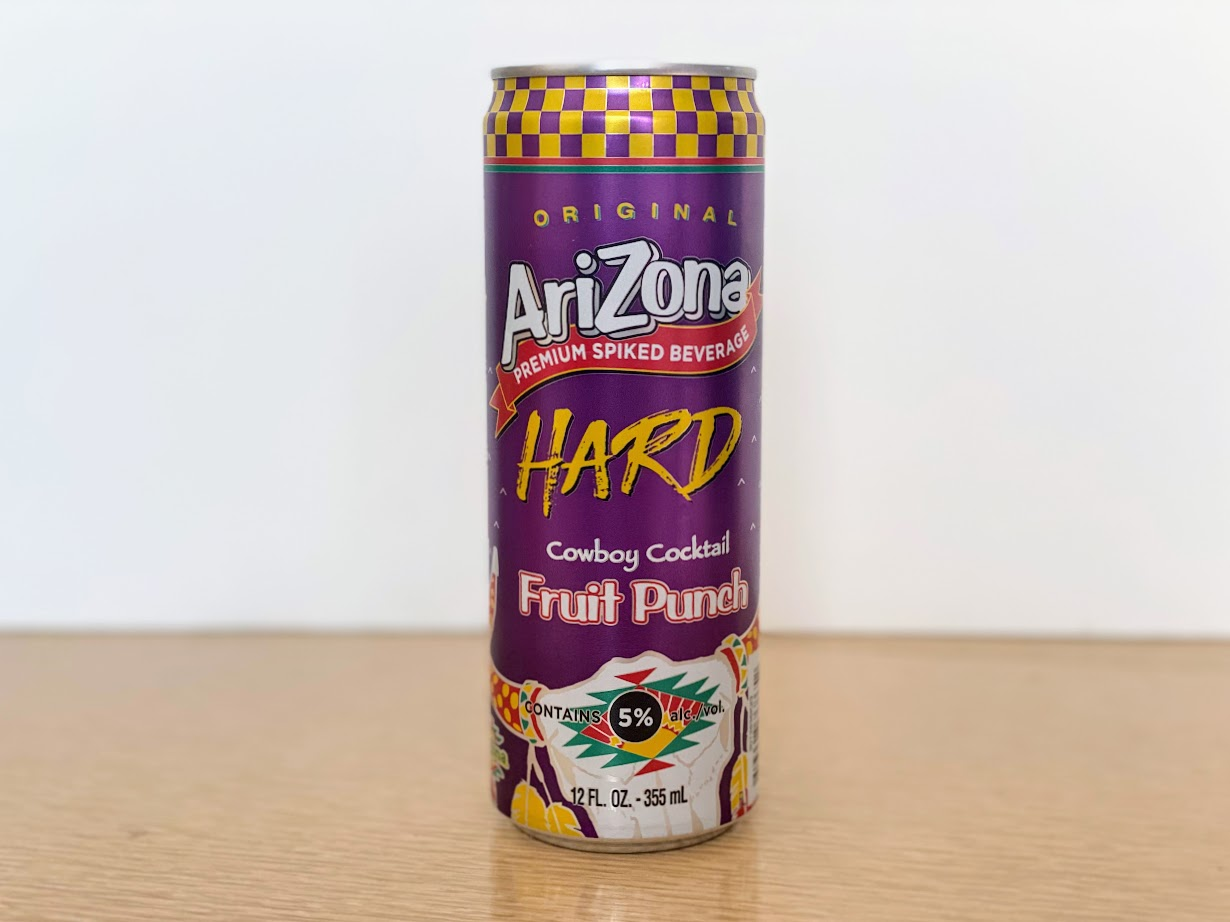 ORIGINAL
AriZona
PREMIUM SPIKED BEVERAGE
HARD
Cowboy Cocktail
Fruit Punch
CONTAINS 5% alc./vol.
12 FL. OZ. - 355 mL